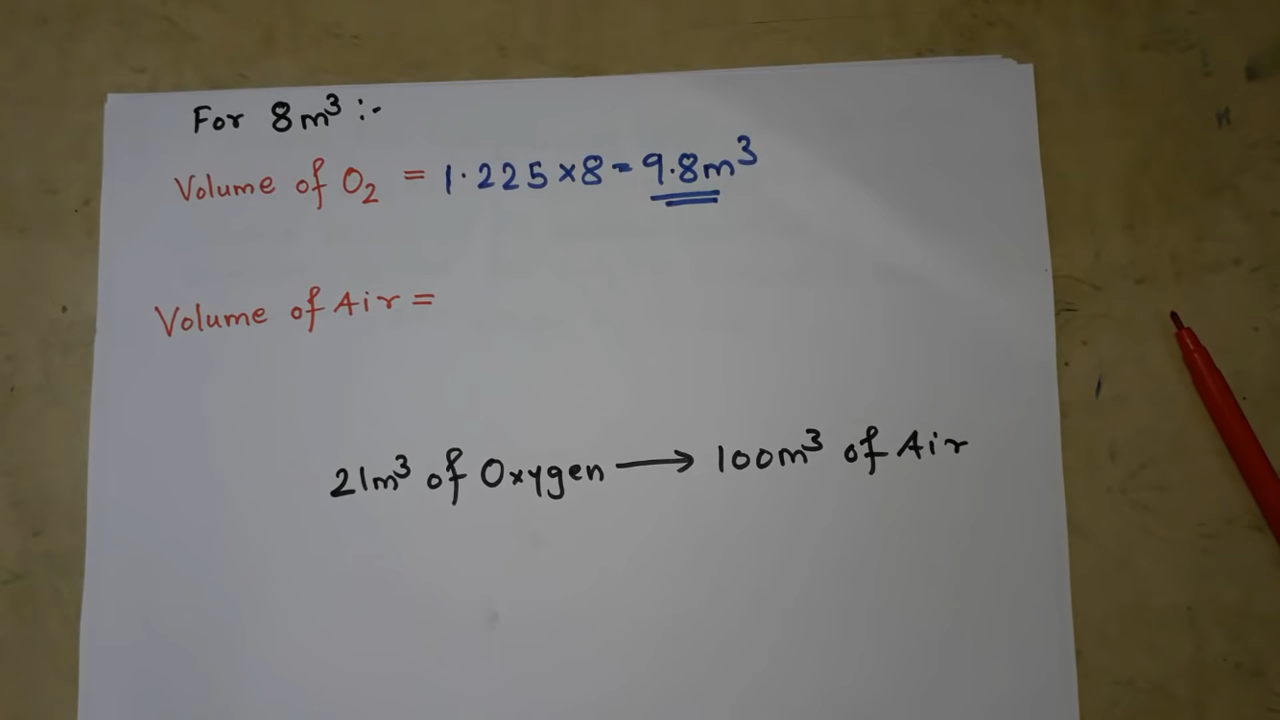 For 8m³ :-
Volume of O₂ = 1.225×8=9.8m³
Volume of Air =
21m³ of Oxygen → 100m³ of Air